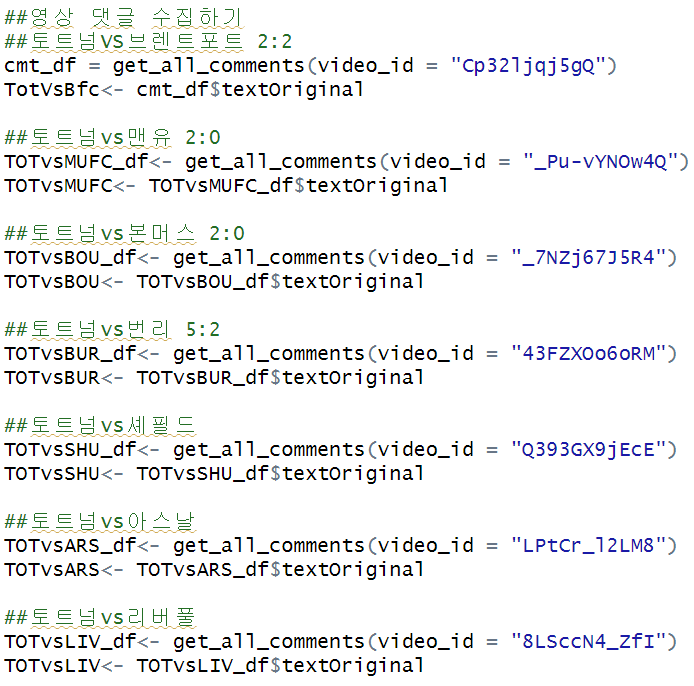 ##영상 댓글 수집하기
##토트넘VS브렌트포트 2:2
cmt_df = get_all_comments(video_id = "Cp32ljqj5gQ")
TotVsBfc<- cmt_df$textOriginal
##토트넘vs맨유 2:0
TOTvsMUFC_df<- get_all_comments(video_id = "_Pu-vYNOw4Q")
TOTvsMUFC<- TOTvsMUFC_df$textOriginal
##토트넘vs본머스 2:0
TOTvsBOU_df<- get_all_comments(video_id = "_7NZj67J5R4")
TOTvsBOU<- TOTvsBOU_df$textOriginal
##토트넘vs번리 5:2
TOTvsBUR_df<- get_all_comments(video_id = "43FZXOo6oRM")
TOTvsBUR<- TOTvsBUR_df$textOriginal
##토트넘vs셰필드
TOTvsSHU_df<- get_all_comments(video_id = "Q393GX9jEcE")
TOTvsSHU<- TOTvsSHU_df$textOriginal
##토트넘vs아스날
TOTvsARS_df<- get_all_comments(video_id = "LPtCr_l2LM8")
TOTvsARS<- TOTvsARS_df$textOriginal
##토트넘vs리버풀
TOTvsLIV_df<- get_all_comments(video_id = "8LSccN4_ZfI")
TOTvsLIV<- TOTvsLIV_df$textOriginal